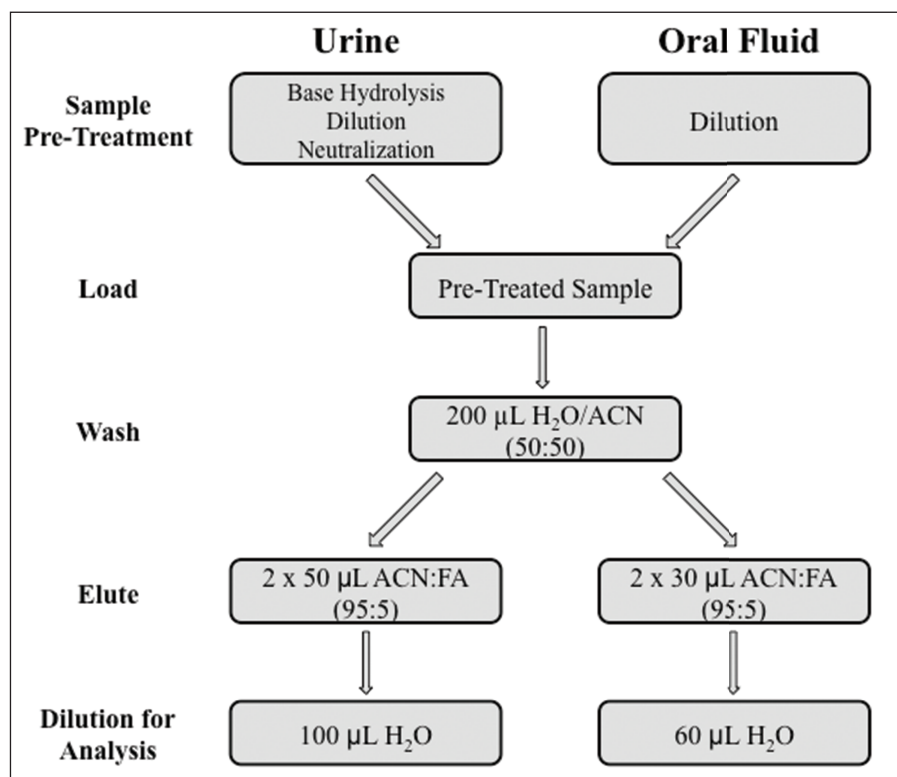 Urine
Oral Fluid
Sample
Pre-Treatment
Base Hydrolysis
Dilution
Neutralization
Dilution
Load
Pre-Treated Sample
Wash
200 µL H₂O/ACN
(50:50)
Elute
2 x 50 µL ACN:FA
(95:5)
2 x 30 µL ACN:FA
(95:5)
Dilution for
Analysis
100 µL H₂O
60 µL H₂O